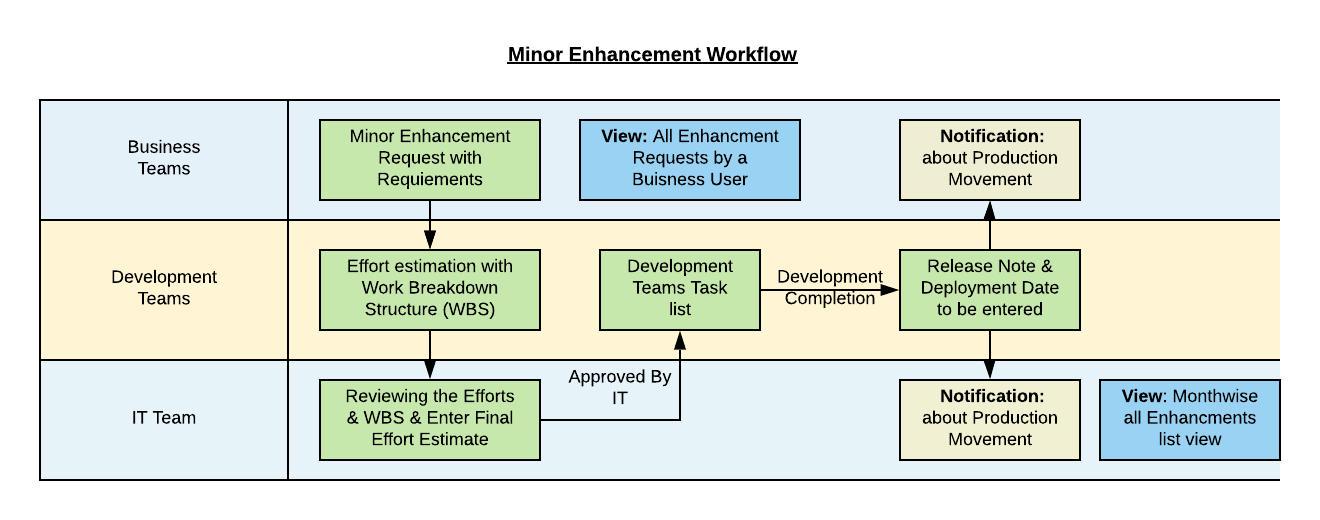 Minor Enhancement Workflow
Business
Teams
Minor Enhancement
Request with
Requiements
View: All Enhancment
Requests by a
Buisness User
Notification:
about Production
Movement
Development
Teams
Effort estimation with
Work Breakdown
Structure (WBS)
Development
Teams Task
list
Development
Completion
Release Note &
Deployment Date
to be entered
IT Team
Reviewing the Efforts
& WBS & Enter Final
Effort Estimate
Approved By
IT
Notification:
about Production
Movement
View: Monthwise
all Enhancments
list view